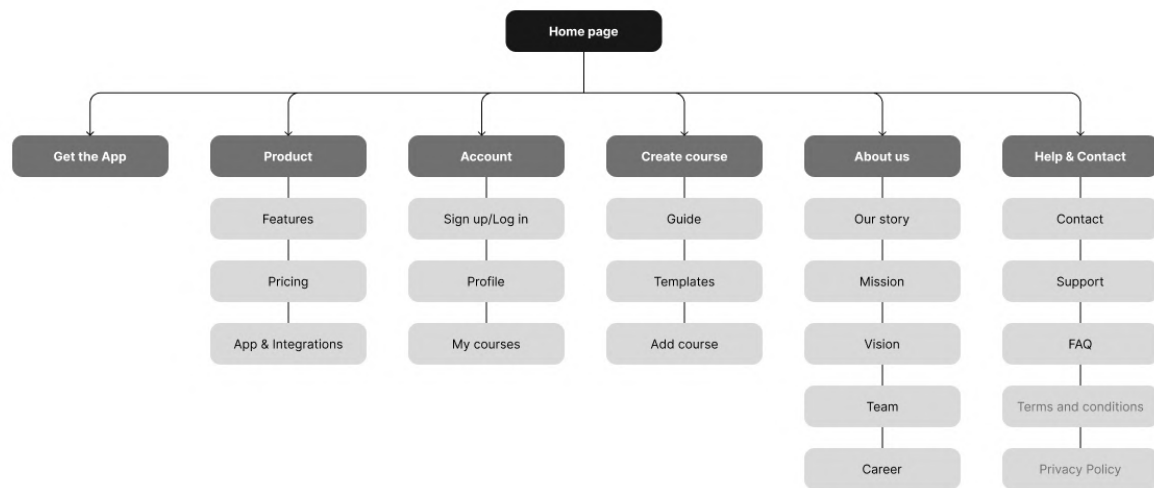 Home page
Get the App
Product
Account
Create course
About us
Help & Contact
Features
Sign up/Log in
Guide
Our story
Contact
Pricing
Profile
Templates
Mission
Support
App & Integrations
My courses
Add course
Vision
FAQ
Team
Terms and conditions
Career
Privacy Policy